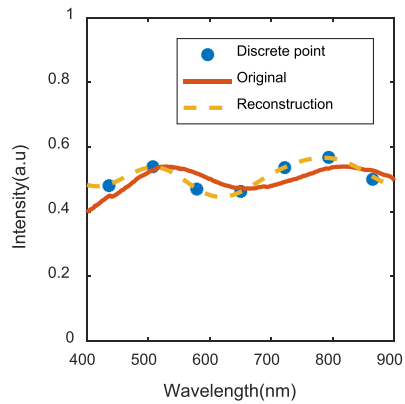 1
0.8
0.6
0.4
0.2
0
Intensity(a.u)
Discrete point
Original
Reconstruction
400 500 600 700 800 900
Wavelength(nm)